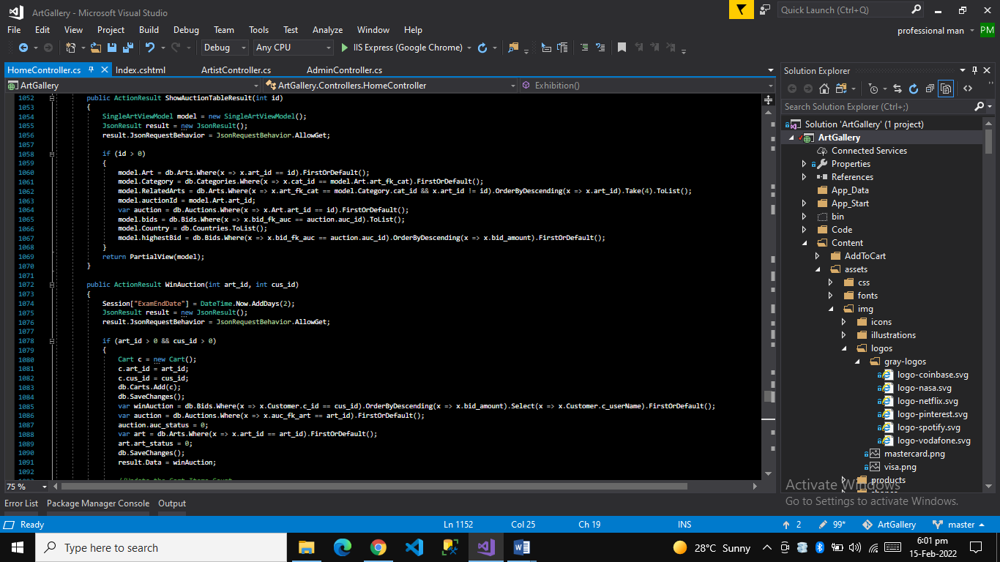 ArtGallery - Microsoft Visual Studio
Quick Launch (Ctrl+Q)
File Edit View Project Build Debug Team Tools Test Analyze Window Help
professional man PM
Debug Any CPU IIS Express (Google Chrome)
HomeController.cs Index.cshtml ArtistController.cs AdminController.cs
ArtGallery ArtGallery.Controllers.HomeController Exhibition()
1052 public ActionResult ShowAuctionTableResult(int id)
1053 {
1054 SingleArtViewModel model = new SingleArtViewModel();
1055 JsonResult result = new JsonResult();
1056 result.JsonRequestBehavior = JsonRequestBehavior.AllowGet;
1057
1058 if (id > 0)
1059 {
1060 model.Art = db.Arts.Where(x => x.art_id == id).FirstOrDefault();
1061 model.Category = db.Categories.Where(x => x.cat_id == model.Art.art_fk_cat).FirstOrDefault();
1062 model.RelatedArts = db.Arts.Where(x => x.art_fk_cat == model.Category.cat_id && x.art_id != id).OrderByDescending(x => x.art_id).Take(4).ToList();
1063 model.auctionId = model.Art.art_id;
1064 var auction = db.Auctions.Where(x => x.Art.art_id == id).FirstOrDefault();
1065 model.bids = db.Bids.Where(x => x.bid_fk_auc == auction.auc_id).ToList();
1066 model.Country = db.Countries.ToList();
1067 model.highestBid = db.Bids.Where(x => x.bid_fk_auc == auction.auc_id).OrderByDescending(x => x.bid_amount).FirstOrDefault();
1068 }
1069 return PartialView(model);
1070 }
1071
1072 public ActionResult WinAuction(int art_id, int cus_id)
1073 {
1074 Session["ExamEndDate"] = DateTime.Now.AddDays(2);
1075 JsonResult result = new JsonResult();
1076 result.JsonRequestBehavior = JsonRequestBehavior.AllowGet;
1077
1078 if (art_id > 0 && cus_id > 0)
1079 {
1080 Cart c = new Cart();
1081 c.art_id = art_id;
1082 c.cus_id = cus_id;
1083 db.Carts.Add(c);
1084 db.SaveChanges();
1085 var winAuction = db.Bids.Where(x => x.Customer.c_id == cus_id).OrderByDescending(x => x.bid_amount).Select(x => x.Customer.c_userName).FirstOrDefault();
1086 var auction = db.Auctions.Where(x => x.auc_fk_art == art_id).FirstOrDefault();
1087 auction.auc_status = 0;
1088 var art = db.Arts.Where(x => x.art_id == art_id).FirstOrDefault();
1089 art.art_status = 0;
1090 db.SaveChanges();
1091 result.Data = winAuction;
1092
75 %
Solution Explorer
Search Solution Explorer (Ctrl+;)
Solution 'ArtGallery' (1 project)
ArtGallery
Connected Services
Properties
References
App_Data
App_Start
bin
Code
Content
AddToCart
assets
css
fonts
img
icons
illustrations
logos
gray-logos
logo-coinbase.svg
logo-nasa.svg
logo-netflix.svg
logo-pinterest.svg
logo-spotify.svg
logo-vodafone.svg
mastercard.png
visa.png
products
Activate Windows
Go to Settings to activate Windows.
Error List Package Manager Console Output
Ready Ln 1152 Col 25 Ch 19 INS 2 99* ArtGallery master
Type here to search
28°C Sunny
6:01 pm
15-Feb-2022